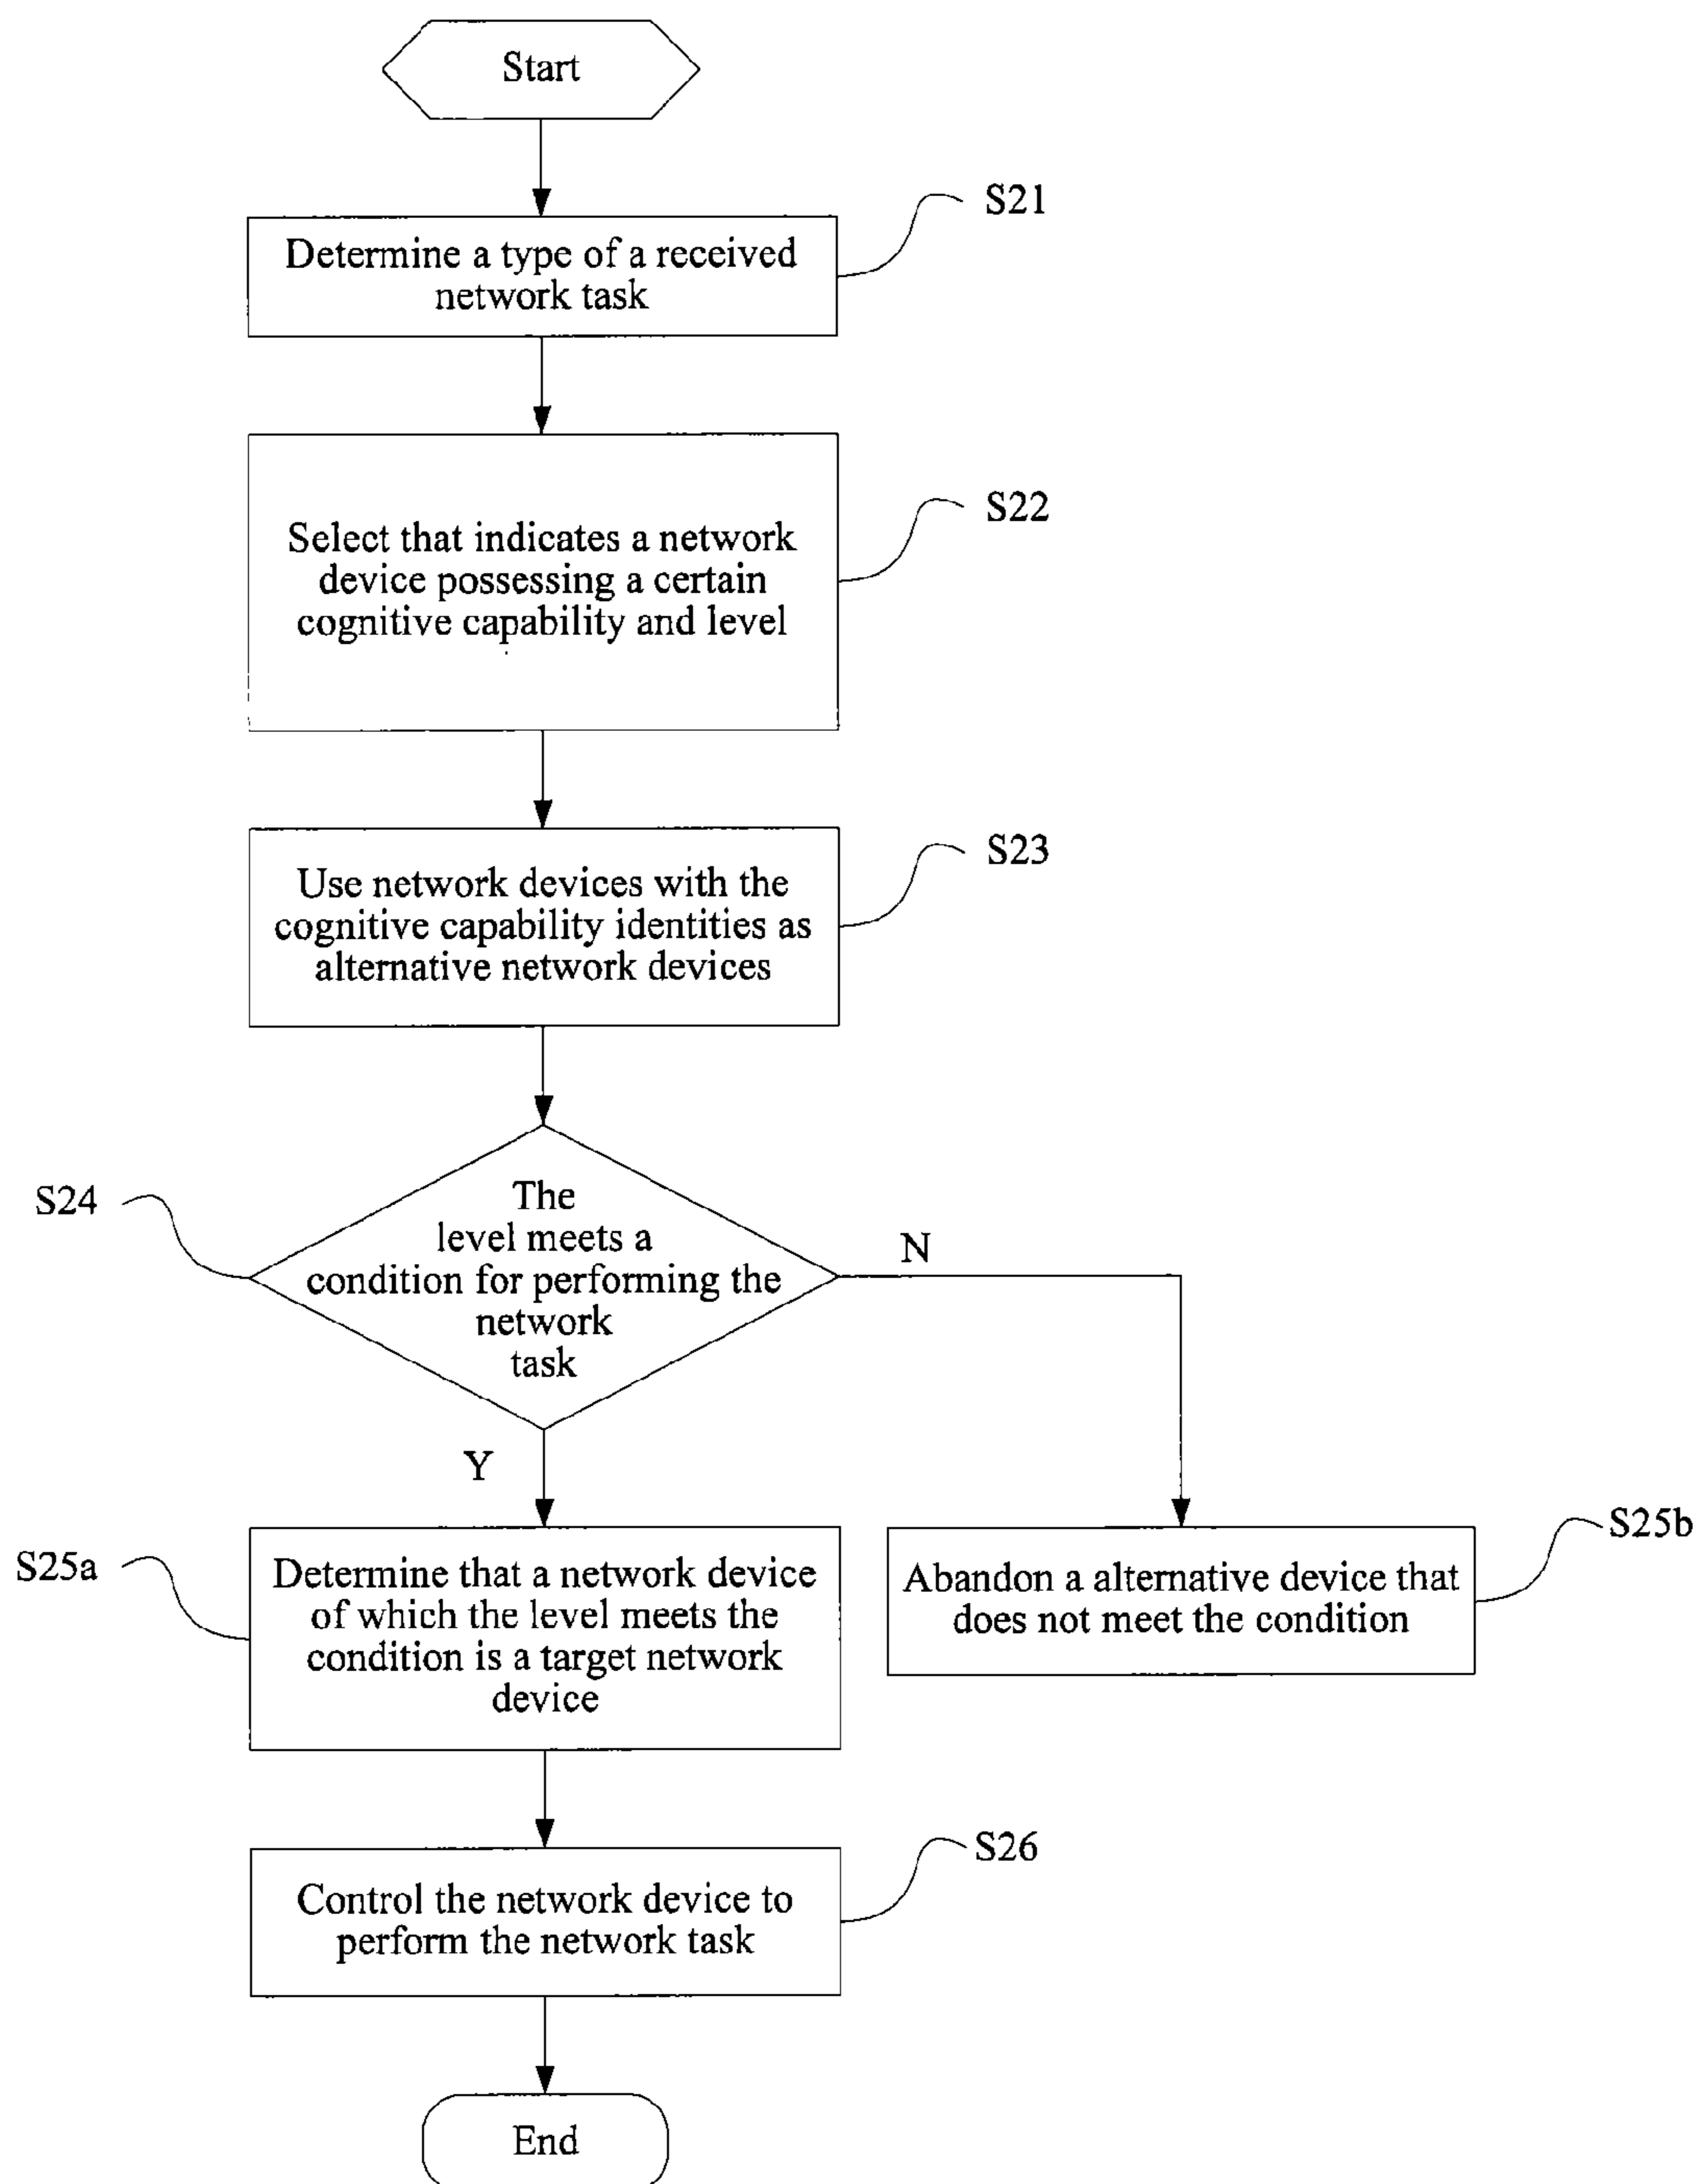 Start
S21
Determine a type of a received
network task
S22
Select that indicates a network
device possessing a certain
cognitive capability and level
S23
Use network devices with the
cognitive capability identities as
alternative network devices
S24
The
level meets a
condition for performing the
network
task
N
Y
S25a
Determine that a network device
of which the level meets the
condition is a target network
device
S25b
Abandon a alternative device that
does not meet the condition
S26
Control the network device to
perform the network task
End